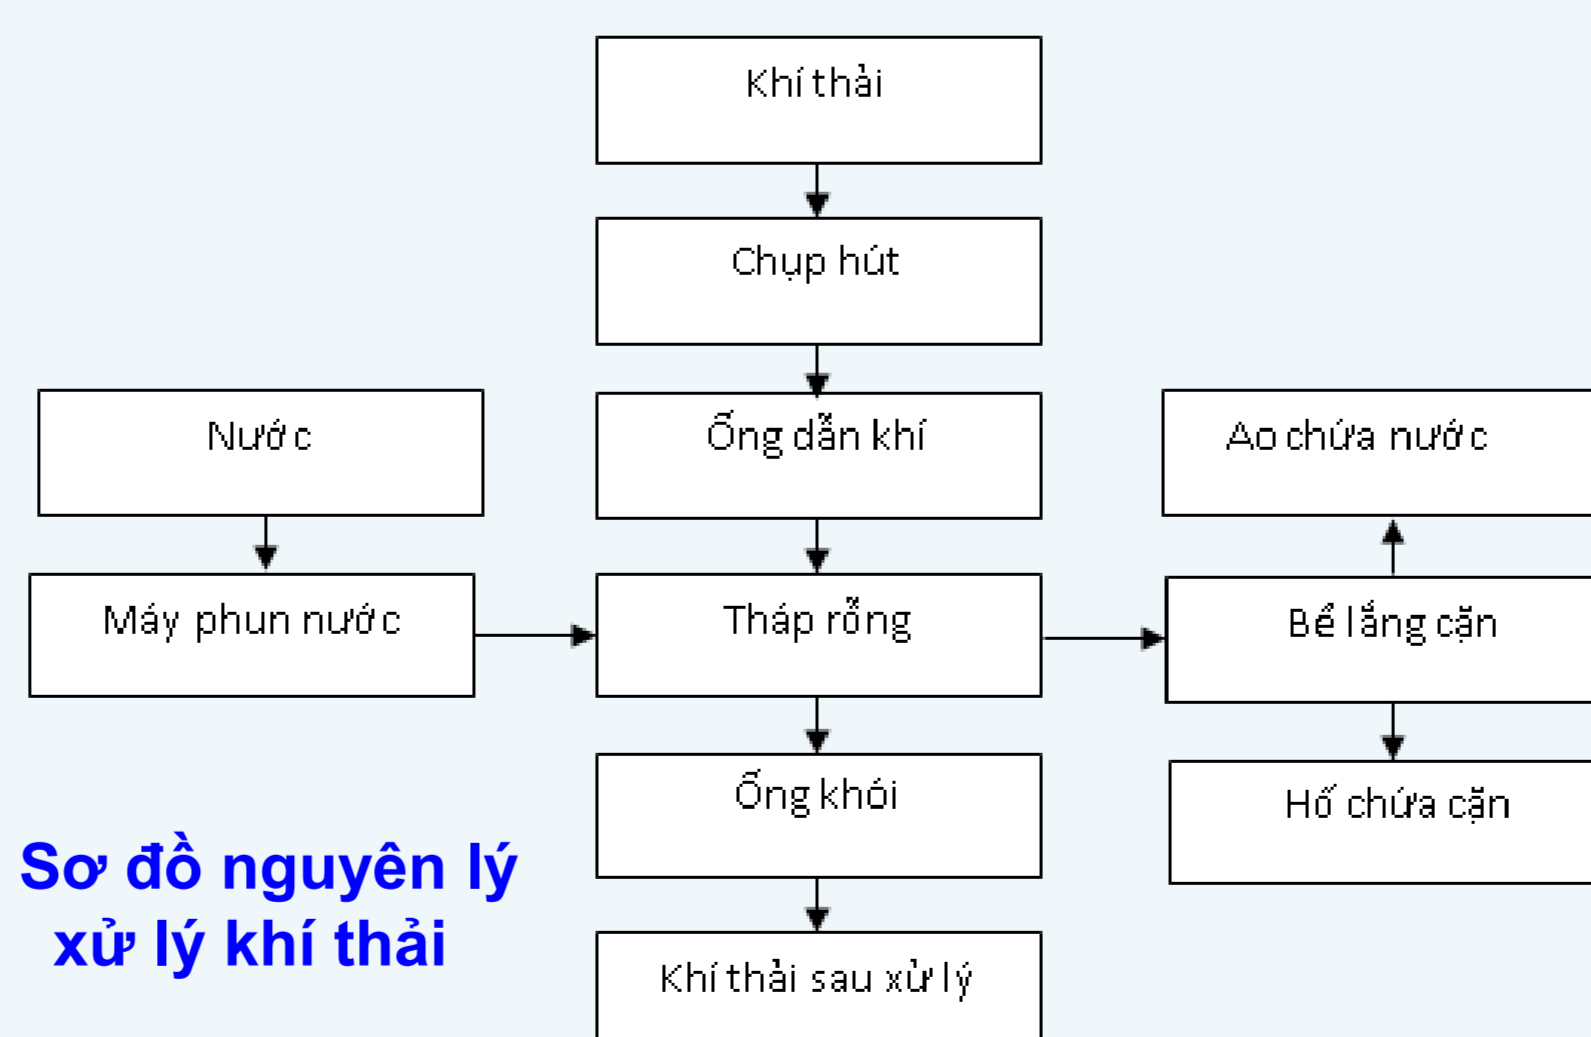 Khí thải
Chụp hút
Nước
Ống dẫn khí
Ao chứa nước
Máy phun nước
Tháp rỗng
Bể lắng cặn
Ống khói
Hố chứa cặn
Sơ đồ nguyên lý
xử lý khí thải
Khí thải sau xử lý